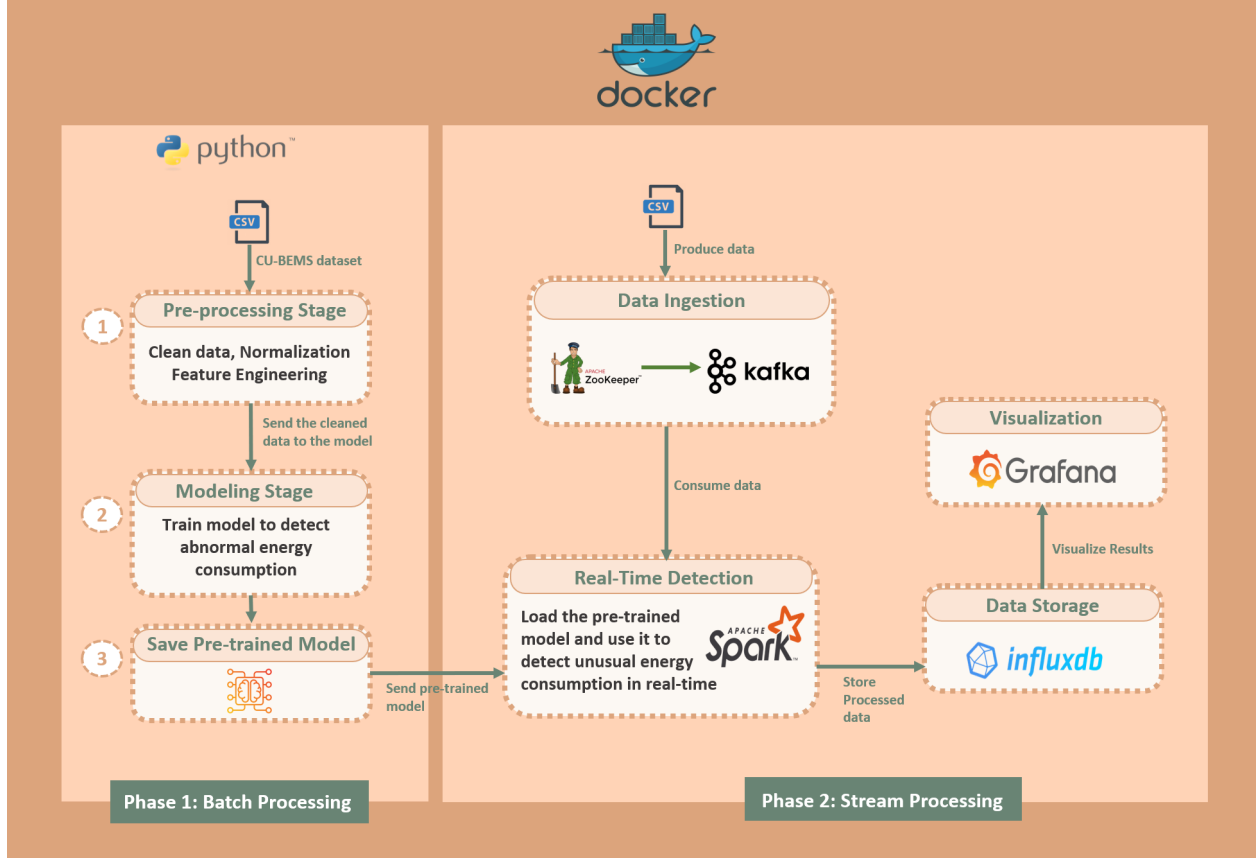 docker
python™
CSV
CU-BEMS dataset
1
Pre-processing Stage
Clean data, Normalization
Feature Engineering
Send the cleaned
data to the model
2
Modeling Stage
Train model to detect
abnormal energy
consumption
3
Save Pre-trained Model
Send pre-trained
model
Phase 1: Batch Processing
CSV
Produce data
Data Ingestion
APACHE
ZooKeeper™
kafka
Consume data
Real-Time Detection
Load the pre-trained
model and use it to
detect unusual energy
consumption in real-time
APACHE
Spark™
Store
Processed
data
Visualization
Grafana
Visualize Results
Data Storage
influxdb
Phase 2: Stream Processing